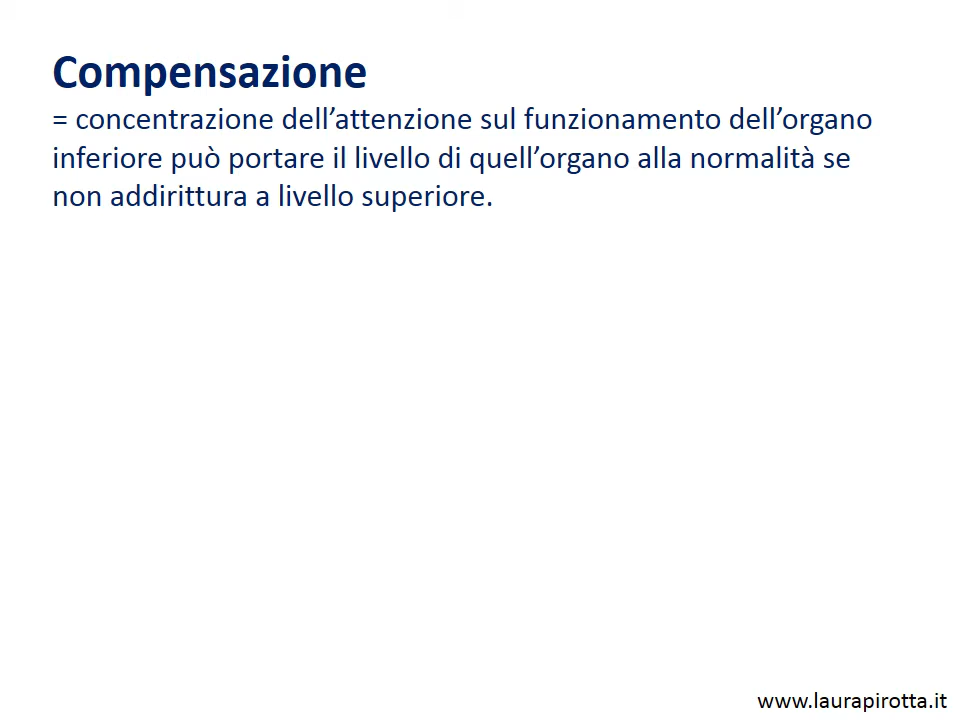 Compensazione
= concentrazione dell’attenzione sul funzionamento dell’organo
inferiore può portare il livello di quell’organo alla normalità se
non addirittura a livello superiore.
www.laurapirotta.it